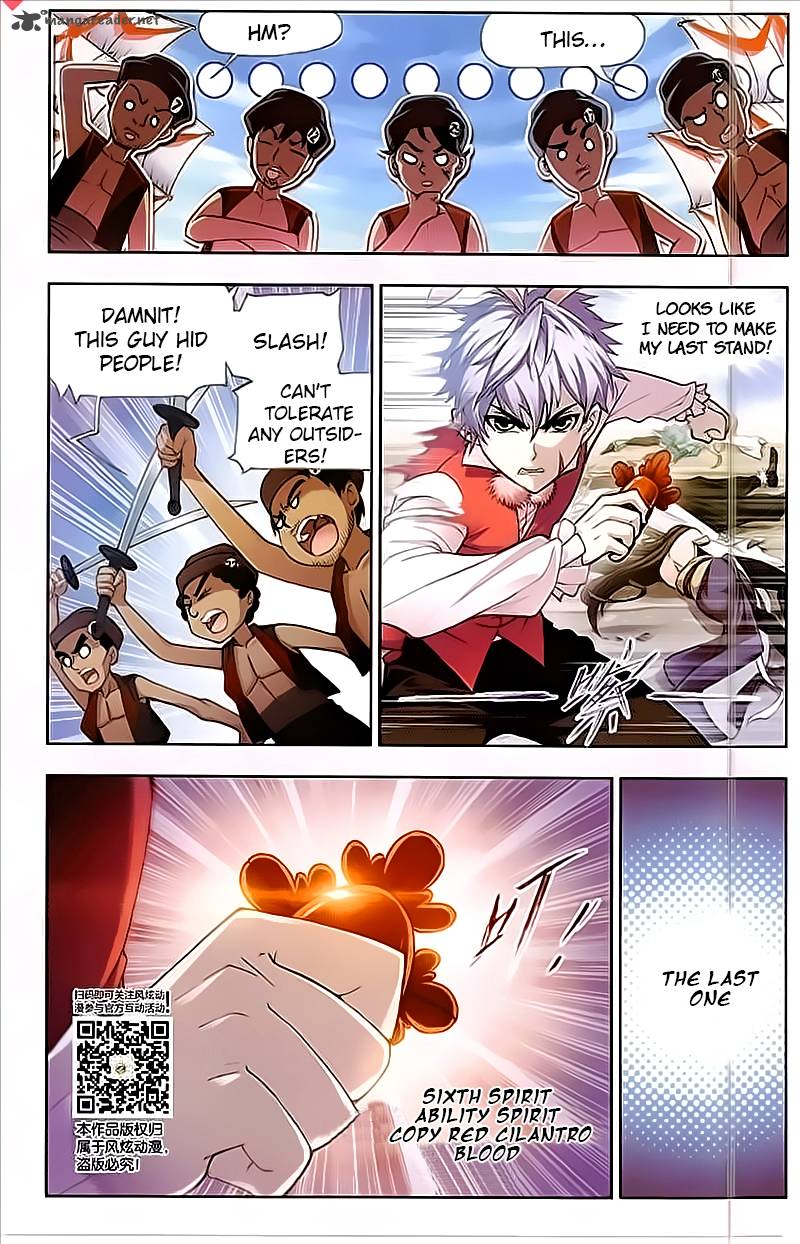 mangareader.net
HM?
THIS...
DAMNIT!
THIS GUY HID
PEOPLE!
SLASH!
CAN'T
TOLERATE
ANY OUTSID-
ERS!
LOOKS LIKE
I NEED TO MAKE
MY LAST STAND!
THE LAST
ONE
SIXTH SPIRIT
ABILITY SPIRIT
COPY RED CILANTRO
BLOOD
扫码即可关注风炫动
漫参与官方互动活动!
本作品版权归
属于风炫动漫,
盗版必究!